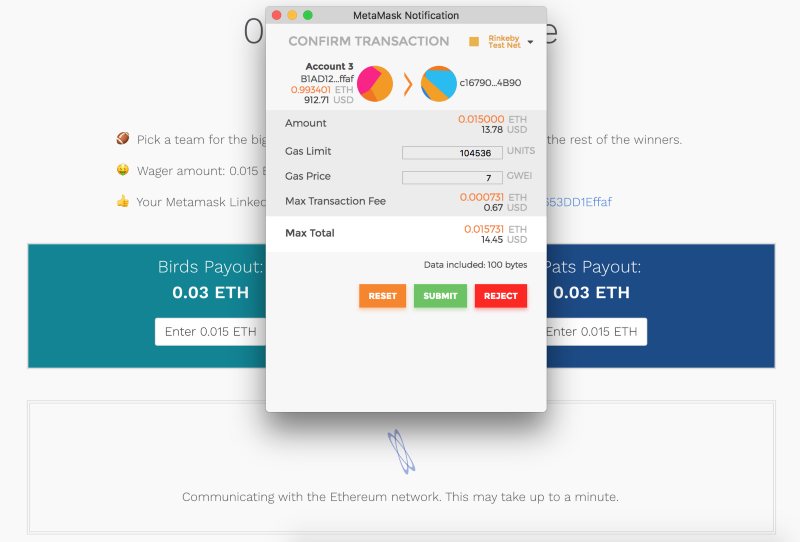 MetaMask Notification
0
e
CONFIRM TRANSACTION
Rinkeby
Test Net
Account 3
B1AD12...ffaf
0.993401 ETH
912.71 USD
c16790...4B90
Amount
0.015000 ETH
13.78 USD
Gas Limit
104536 UNITS
Gas Price
7 GWEI
Max Transaction Fee
0.000731 ETH
0.67 USD
Max Total
0.015731 ETH
14.45 USD
Data included: 100 bytes
RESET SUBMIT REJECT
Pick a team for the big
the rest of the winners.
Wager amount: 0.015 E
Your Metamask Linked
553DD1Effaf
Birds Payout:
0.03 ETH
Enter 0.015 ETH
Pats Payout:
0.03 ETH
Enter 0.015 ETH
Communicating with the Ethereum network. This may take up to a minute.